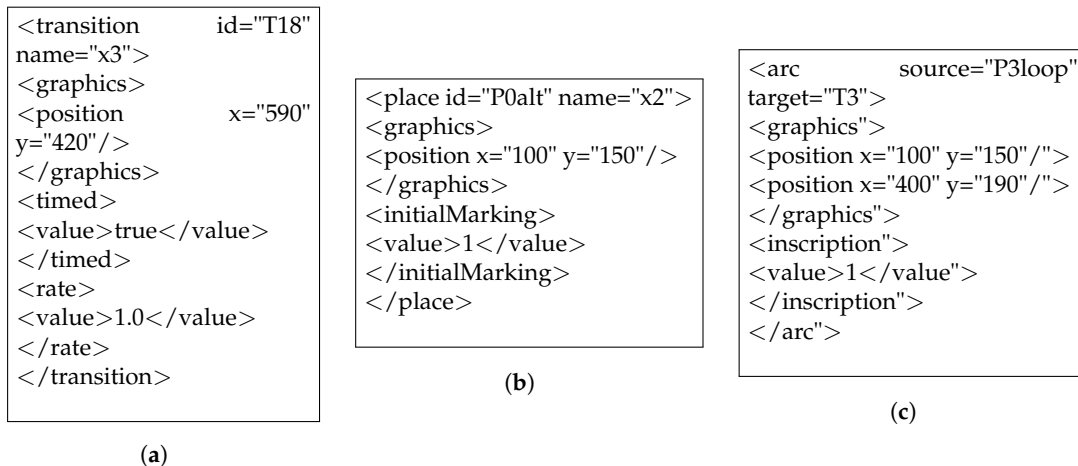 <transition id="T18"
name="x3">
<graphics>
<position x="590"
y="420"/>
</graphics>
<timed>
<value>true</value>
</timed>
<rate>
<value>1.0</value>
</rate>
</transition>
(a)
<place id="P0alt" name="x2">
<graphics>
<position x="100" y="150"/>
</graphics>
<initialMarking>
<value>1</value>
</initialMarking>
</place>
(b)
<arc source="P3loop"
target="T3">
<graphics">
<position x="100" y="150"/">
<position x="400" y="190"/">
</graphics">
<inscription">
<value>1</value">
</inscription">
</arc">
(c)